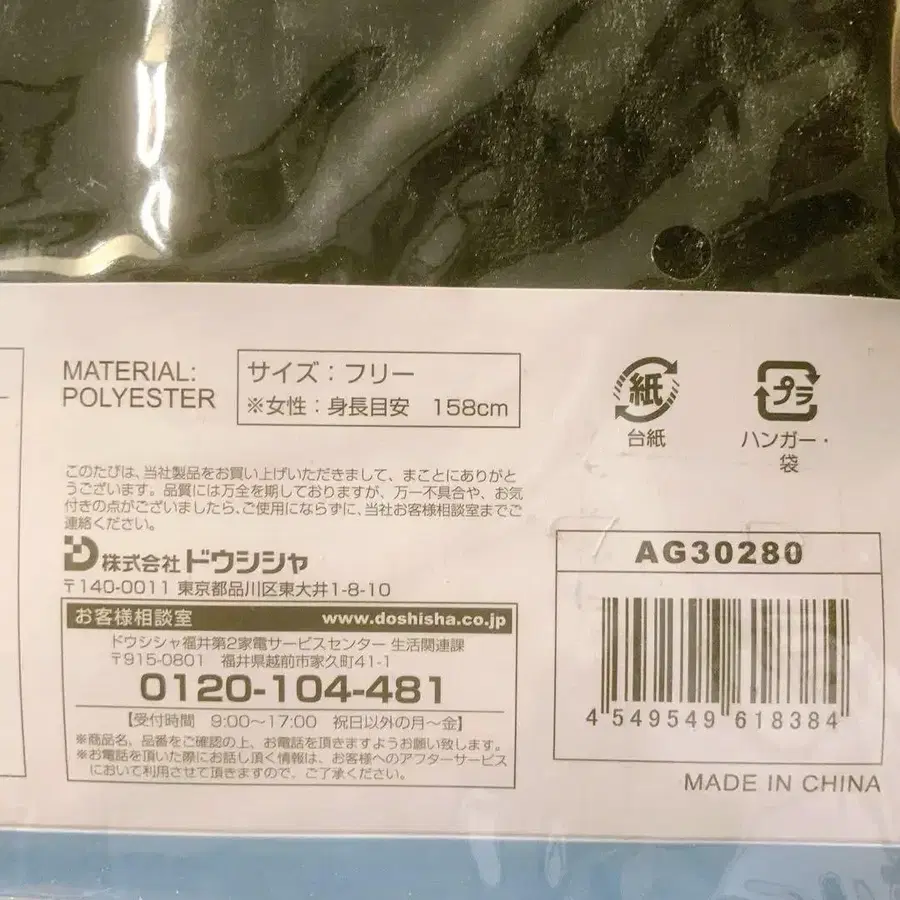 MATERIAL:
POLYESTER
サイズ：フリー
※女性：身長目安 158cm
紙
台紙
プラ
ハンガー・
袋
このたびは、当社製品をお買い上げいただきまして、まことにありがと
うございます。品質には万全を期しておりますが、万一不具合や、お気
付きの点がございましたら、ご使用にならずに、当社お客様相談室までご
連絡ください。
株式会社ドウシシャ
〒140-0011 東京都品川区東大井1-8-10
お客様相談室 www.doshisha.co.jp
ドウシシャ福井第2家電サービスセンター 生活関連課
〒915-0801 福井県越前市家久町41-1
0120-104-481
【受付時間 9:00～17:00 祝日以外の月～金】
※商品名、品番をご確認の上、お電話を頂きますようお願い致します。
※お電話を頂いた際にお話し頂く情報は、お客様へのアフターサービス
において利用させて頂きますので、ご了承ください。
AG30280
4 549549 618384
MADE IN CHINA